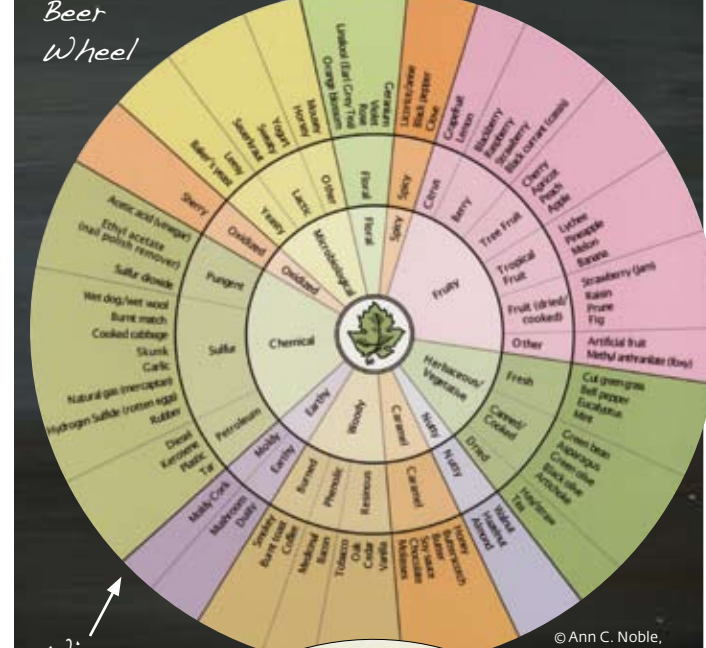 Beer
Wheel
Linalool (Earl Grey Tea)
Orange blossom
Rose
Violet
Geranium
Licorice/anise
Black pepper
Clove
Grapefruit
Lemon
Blackberry
Raspberry
Strawberry
Black currant (cassis)
Cherry
Apricot
Peach
Apple
Lychee
Pineapple
Melon
Banana
Strawberry (jam)
Raisin
Prune
Fig
Artificial fruit
Methyl anthranilate (foxy)
Cut green grass
Bell pepper
Eucalyptus
Mint
Green bean
Asparagus
Green olive
Black olive
Artichoke
Hay/straw
Tea
Walnut
Hazelnut
Almond
Honey
Butterscotch
Butter
Soy sauce
Chocolate
Molasses
Vanilla
Cedar
Oak
Tobacco
Bacon
Medicinal
Coffee
Burnt toast
Smokey
Dusty
Mushroom
Moldy Cork
Tar
Plastic
Kerosene
Diesel
Rubber
Hydrogen Sulfide (rotten egg)
Natural gas (mercaptan)
Garlic
Skunk
Cooked cabbage
Burnt match
Wet dog/wet wool
Sulfur dioxide
Ethyl acetate
(nail polish remover)
Acetic acid (vinegar)
Sherry
Baker's yeast
Leesy
Sauerkraut
Sweaty
Yogurt
Horsey
Mousey
Floral
Spicy
Citrus
Berry
Tree Fruit
Tropical
Fruit
Fruit (dried/
cooked)
Other
Fresh
Canned/
Cooked
Dried
Nutty
Caramel
Resinous
Phenolic
Burned
Earthy
Moldy
Petroleum
Sulfur
Pungent
Oxidized
Yeasty
Lactic
Other
Floral
Spicy
Fruity
Herbaceous/
Vegetative
Nutty
Caramel
Woody
Earthy
Chemical
Oxidized
Microbiological
© Ann C. Noble,